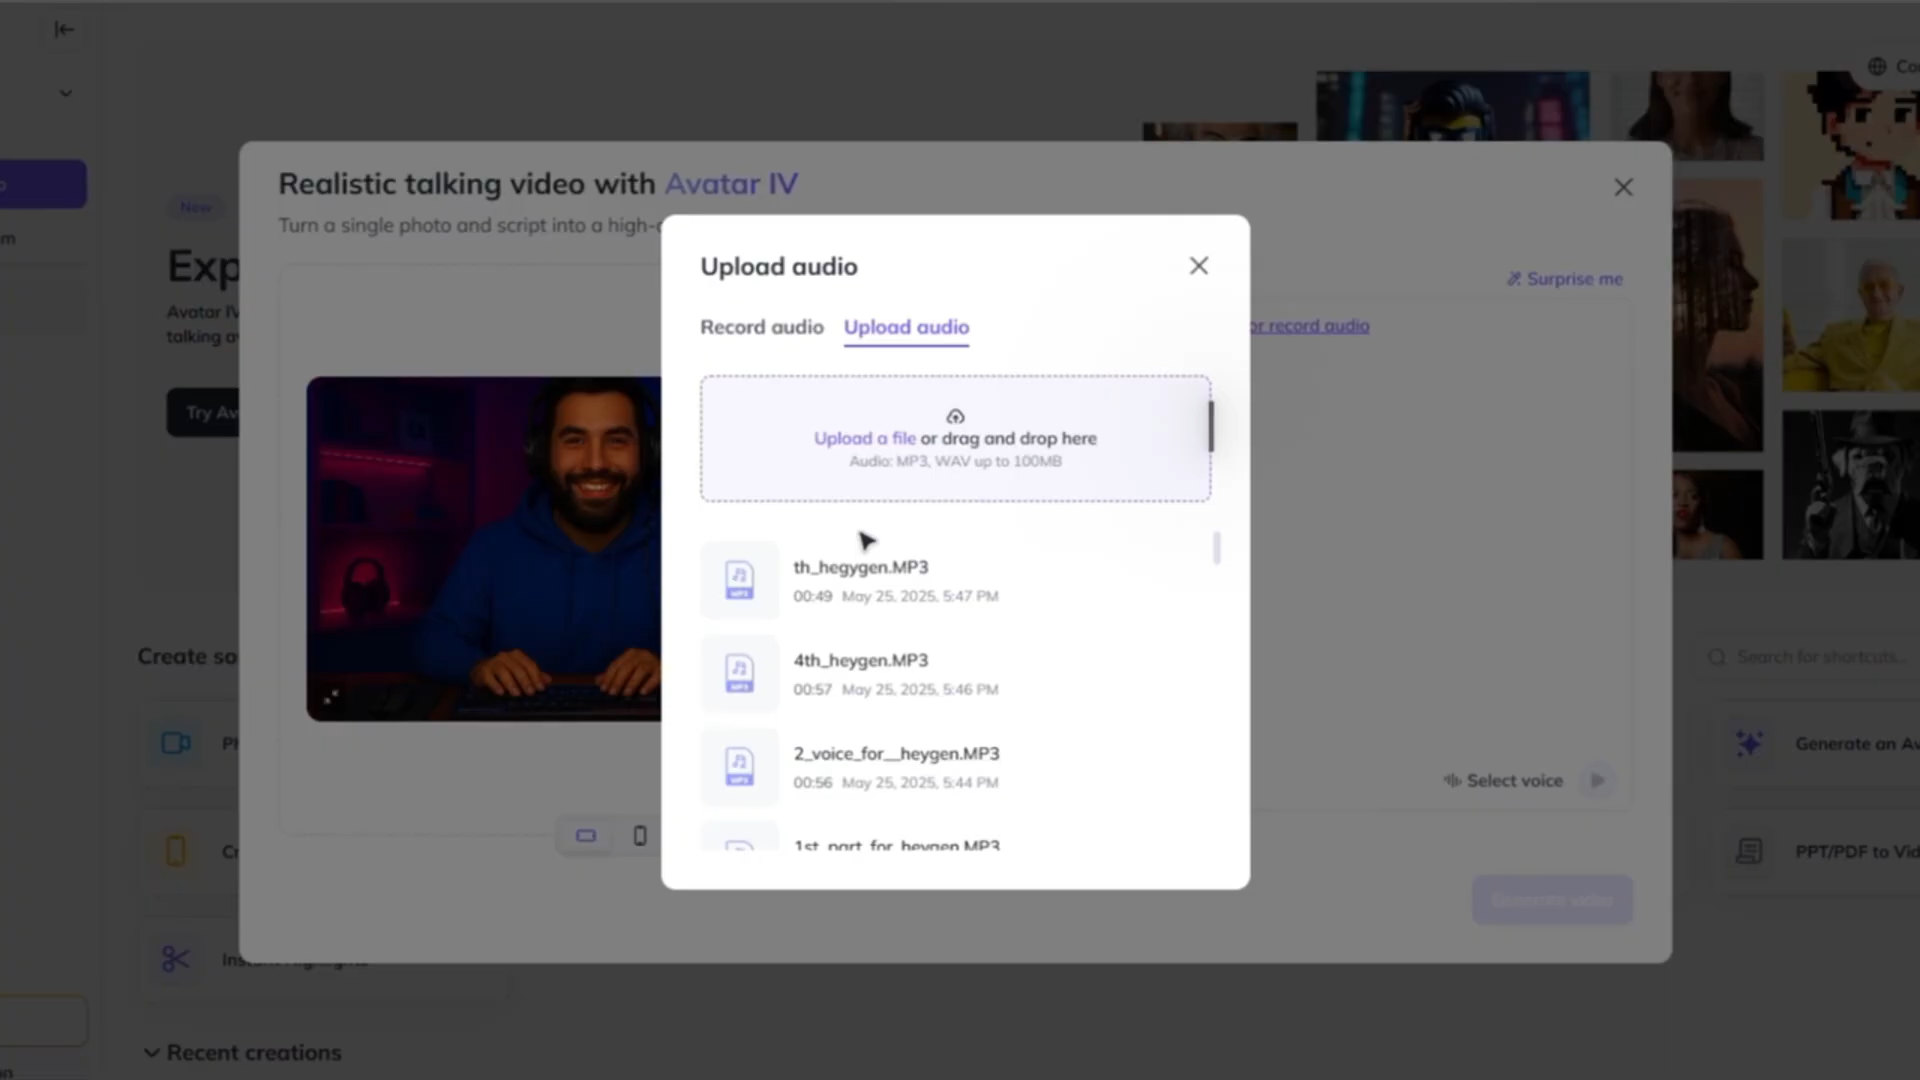 New
Exp
Avatar IV
Try Av
Realistic talking video with Avatar IV
Turn a single photo and script into a high-
Surprise me
or record audio
Upload audio
Record audio
Upload audio
Upload a file or drag and drop here
Audio: MP3, WAV up to 100MB
th_hegygen.MP3
00:49 May 25, 2025, 5:47 PM
4th_heygen.MP3
00:57 May 25, 2025, 5:46 PM
2_voice_for__heygen.MP3
00:56 May 25, 2025, 5:44 PM
1st_part_for_heygen.MP3
Select voice
Generate video
Create so
Search for shortcuts...
Generate an Av
PPT/PDF to Vid
Recent creations
talking a